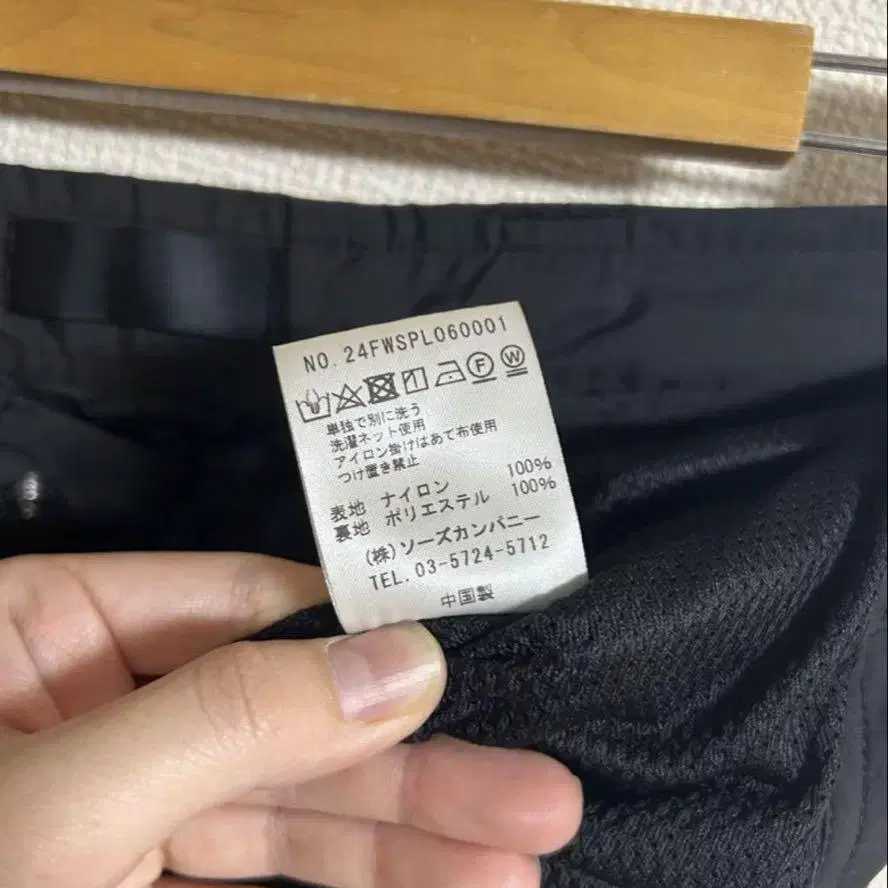 NO. 24FWSPL060001
F W
単独で別に洗う
洗濯ネット使用
アイロン掛けはあて布使用
つけ置き禁止
表地 ナイロン 100%
裏地 ポリエステル 100%
(株)ソーズカンパニー
TEL. 03-5724-5712
中国製